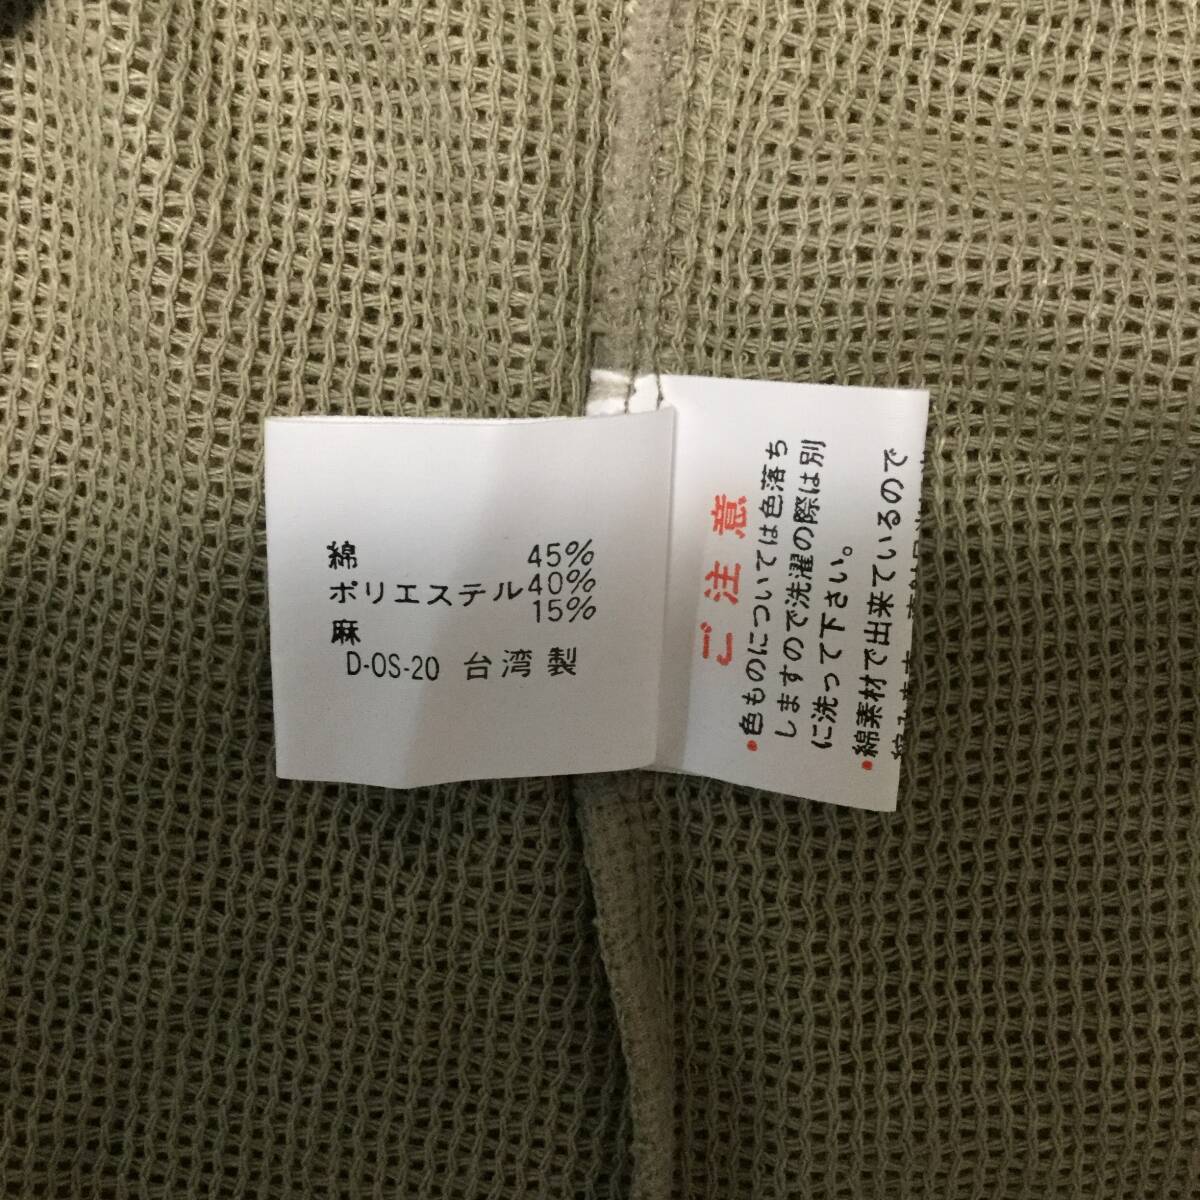 綿 45%
ポリエステル 40%
麻 15%
D-OS-20 台湾製
ご注意
•色ものについては色落ち
しますので洗濯の際は別
に洗って下さい。
•綿素材で出来ているので